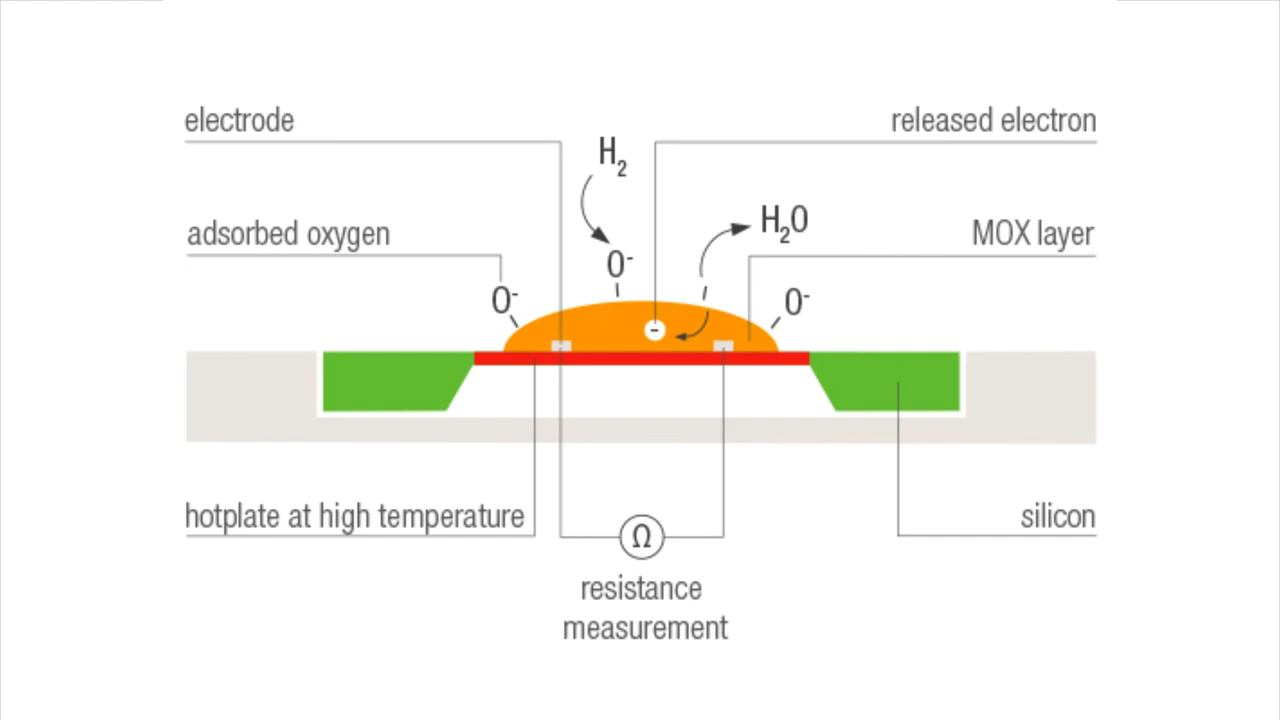 electrode
released electron
H₂
H₂O
adsorbed oxygen
MOX layer
O⁻
O⁻
O⁻
-
hotplate at high temperature
silicon
Ω
resistance
measurement